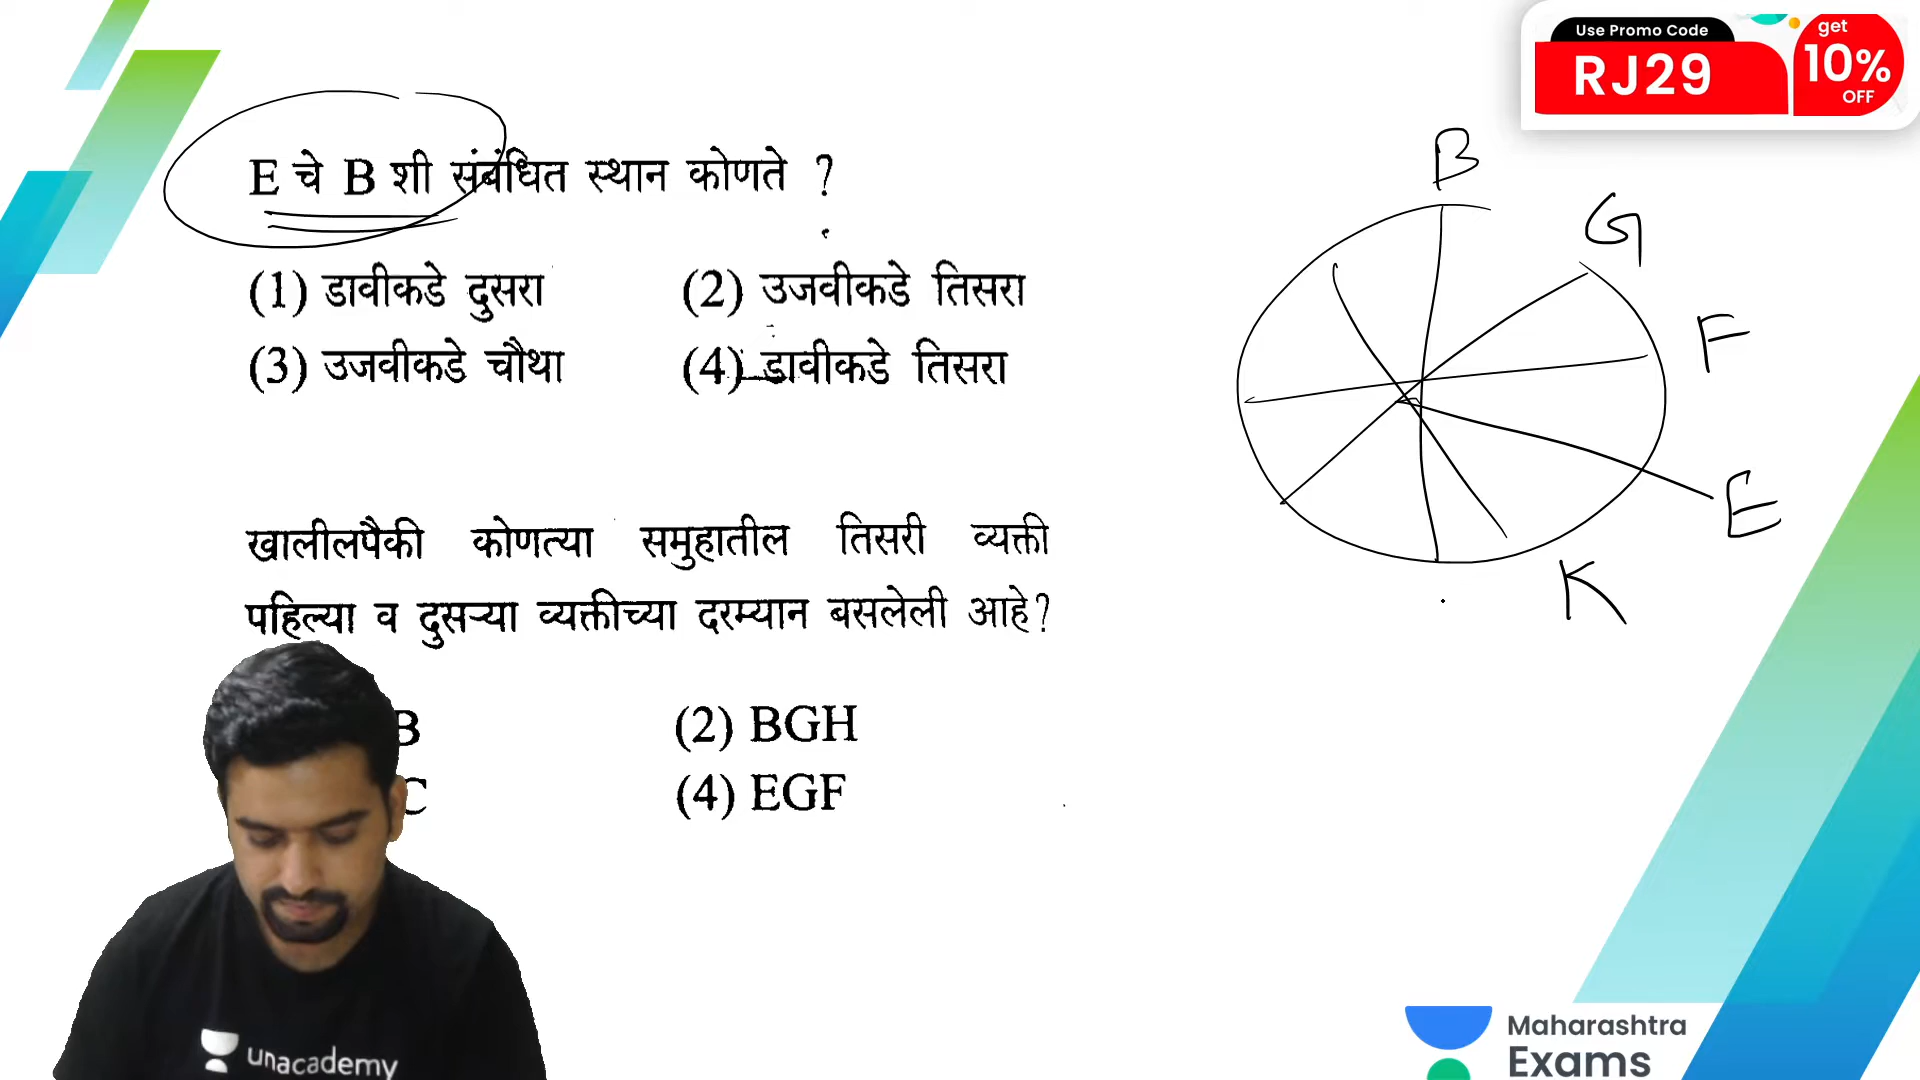 Use Promo Code
RJ29
get
10%
OFF
E चे B शी संबंधित स्थान कोणते ?
(1) डावीकडे दुसरा
(2) उजवीकडे तिसरा
(3) उजवीकडे चौथा
(4) डावीकडे तिसरा
खालीलपैकी कोणत्या समुहातील तिसरी व्यक्ती
पहिल्या व दुसऱ्या व्यक्तीच्या दरम्यान बसलेली आहे?
B
(2) BGH
C
(4) EGF
B
G
F
E
K
unacademy
Maharashtra
Exams